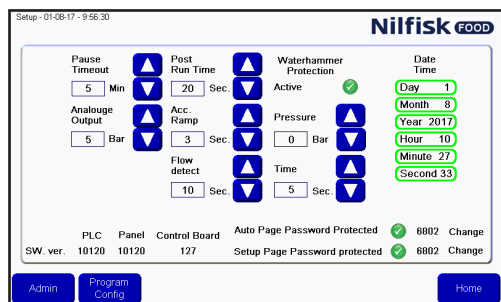 Setup - 01-08-17 - 9:56:30
Nilfisk FOOD
Pause Timeout
5 Min
Post Run Time
20 Sec.
Waterhammer Protection
Active
Date Time
Day 1
Month 8
Year 2017
Hour 10
Minute 27
Second 33
Analouge Output
5 Bar
Acc. Ramp
3 Sec.
Pressure
0 Bar
Flow detect
10 Sec.
Time
5 Sec.
PLC Panel Control Board
SW. ver. 10120 10120 127
Auto Page Password Protected 6802 Change
Setup Page Password protected 6802 Change
Admin
Program Config
Home